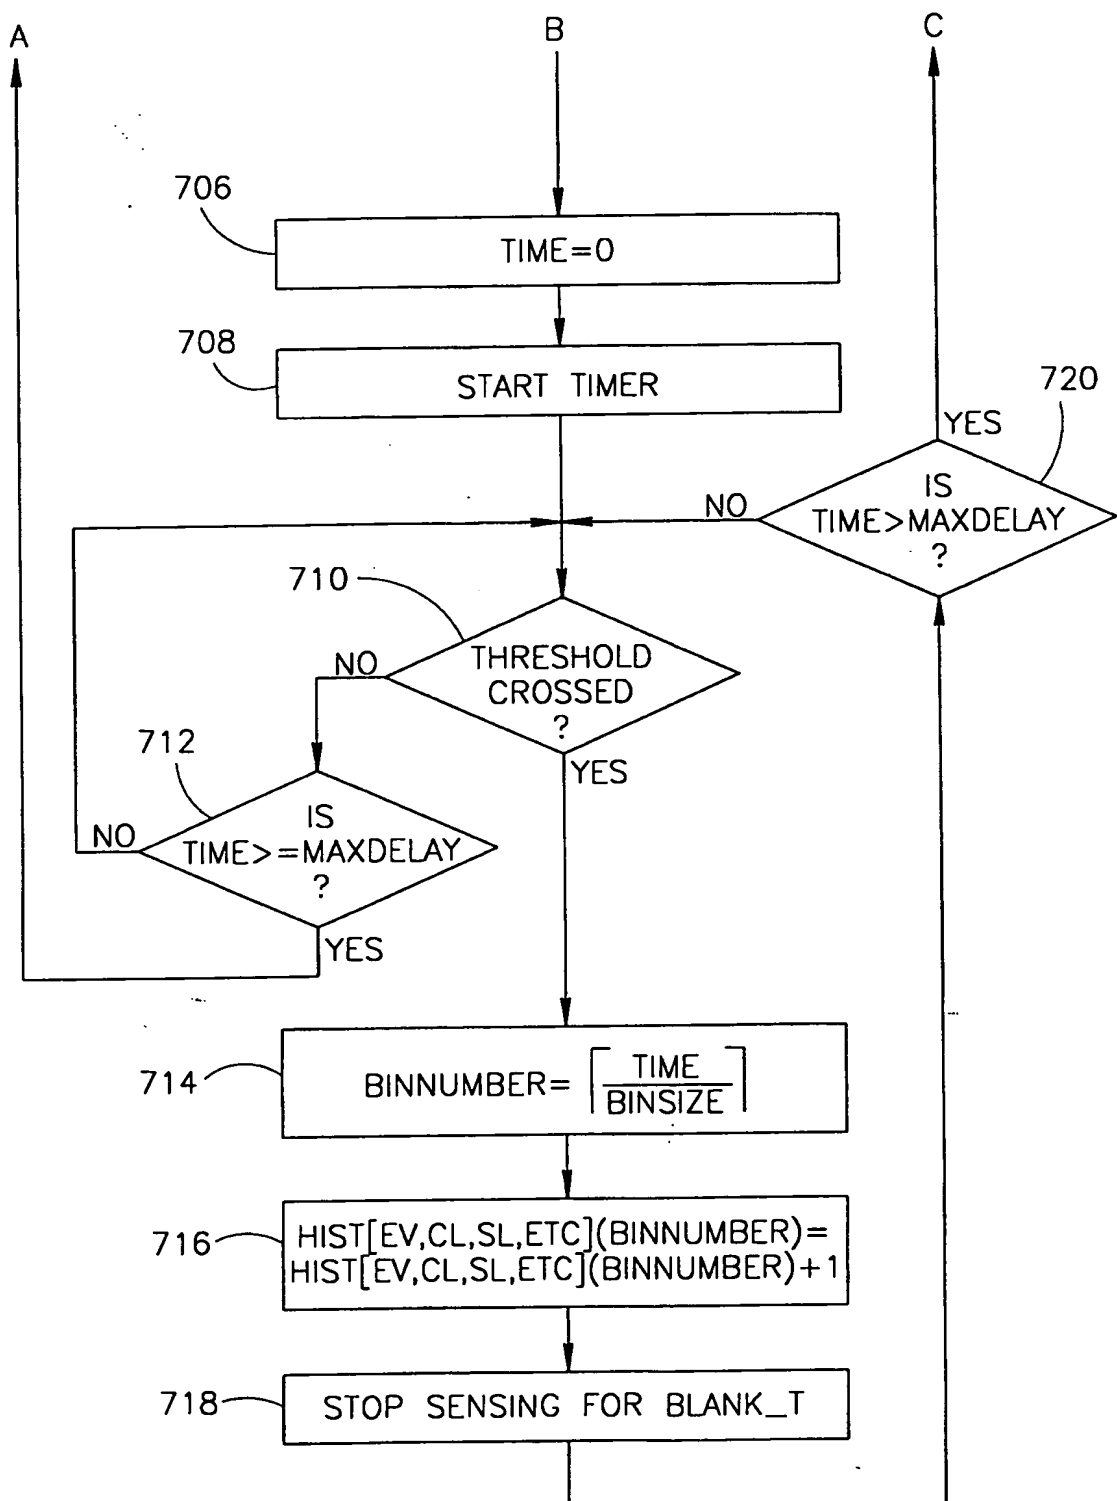 A
B
C
706
TIME=0
708
START TIMER
720
YES
IS
TIME>MAXDELAY
?
NO
710
THRESHOLD
CROSSED
?
NO
YES
712
IS
TIME>=MAXDELAY
?
NO
YES
714
BINNUMBER=⌈TIME
BINSIZE⌉
716
HIST[EV,CL,SL,ETC](BINNUMBER)=
HIST[EV,CL,SL,ETC](BINNUMBER)+1
718
STOP SENSING FOR BLANK_T